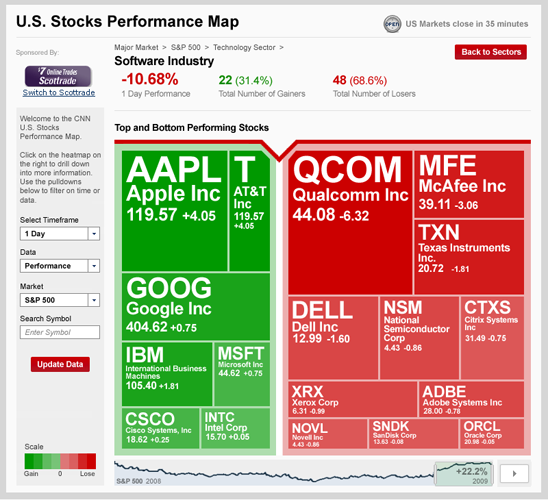 U.S. Stocks Performance Map
OPEN
US Markets close in 35 minutes
Sponsored By:
$7 Online Trades
Scottrade
Switch to Scottrade
Welcome to the CNN
U.S. Stocks
Performance Map.
Click on the heatmap on
the right to drill down
into more information.
Use the pulldowns
below to filter on time or
data.
Select Timeframe
1 Day
Data
Performance
Market
S&P 500
Search Symbol
Enter Symbol
Update Data
Scale
Gain 0 Lose
Major Market > S&P 500 > Technology Sector >
Software Industry
Back to Sectors
-10.68%
1 Day Performance
22 (31.4%)
Total Number of Gainers
48 (68.6%)
Total Number of Losers
Top and Bottom Performing Stocks
AAPL
Apple Inc
119.57 +4.05
T
AT&T
Inc
119.57
+4.05
GOOG
Google Inc
404.62 +0.75
IBM
International Business
Machines
105.40 +1.81
MSFT
Microsoft Inc
44.62 +0.75
CSCO
Cisco Systems, Inc
18.62 +0.25
INTC
Intel Corp
15.70 +0.05
QCOM
Qualcomm Inc
44.08 -6.32
MFE
McAfee Inc
39.11 -3.06
TXN
Texas Instruments
Inc.
20.72 -1.81
DELL
Dell Inc
12.99 -1.60
NSM
National
Semiconductor
Corp
4.43 -0.86
CTXS
Citrix Systems
Inc
31.49 -0.75
XRX
Xerox Corp
6.31 -0.99
ADBE
Adobe Systems Inc
28.00 -0.78
NOVL
Novell Inc
4.43 -0.86
SNDK
SanDisk Corp
13.63 -0.08
ORCL
Oracle Corp
20.98 -0.05
S&P 500 2008
+22.2%
2009